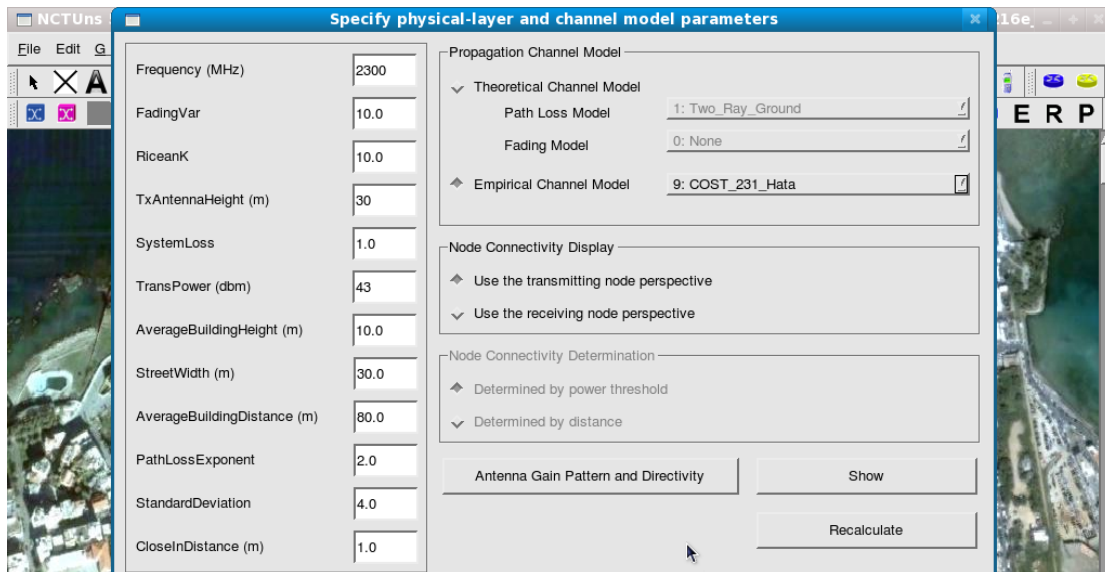 NCTUns
Specify physical-layer and channel model parameters
16e
File Edit G
A
E R P
Frequency (MHz) 2300
FadingVar 10.0
RiceanK 10.0
TxAntennaHeight (m) 30
SystemLoss 1.0
TransPower (dbm) 43
AverageBuildingHeight (m) 10.0
StreetWidth (m) 30.0
AverageBuildingDistance (m) 80.0
PathLossExponent 2.0
StandardDeviation 4.0
CloseInDistance (m) 1.0
Propagation Channel Model
Theoretical Channel Model
Path Loss Model 1: Two_Ray_Ground
Fading Model 0: None
Empirical Channel Model 9: COST_231_Hata
Node Connectivity Display
Use the transmitting node perspective
Use the receiving node perspective
Node Connectivity Determination
Determined by power threshold
Determined by distance
Antenna Gain Pattern and Directivity Show
Recalculate